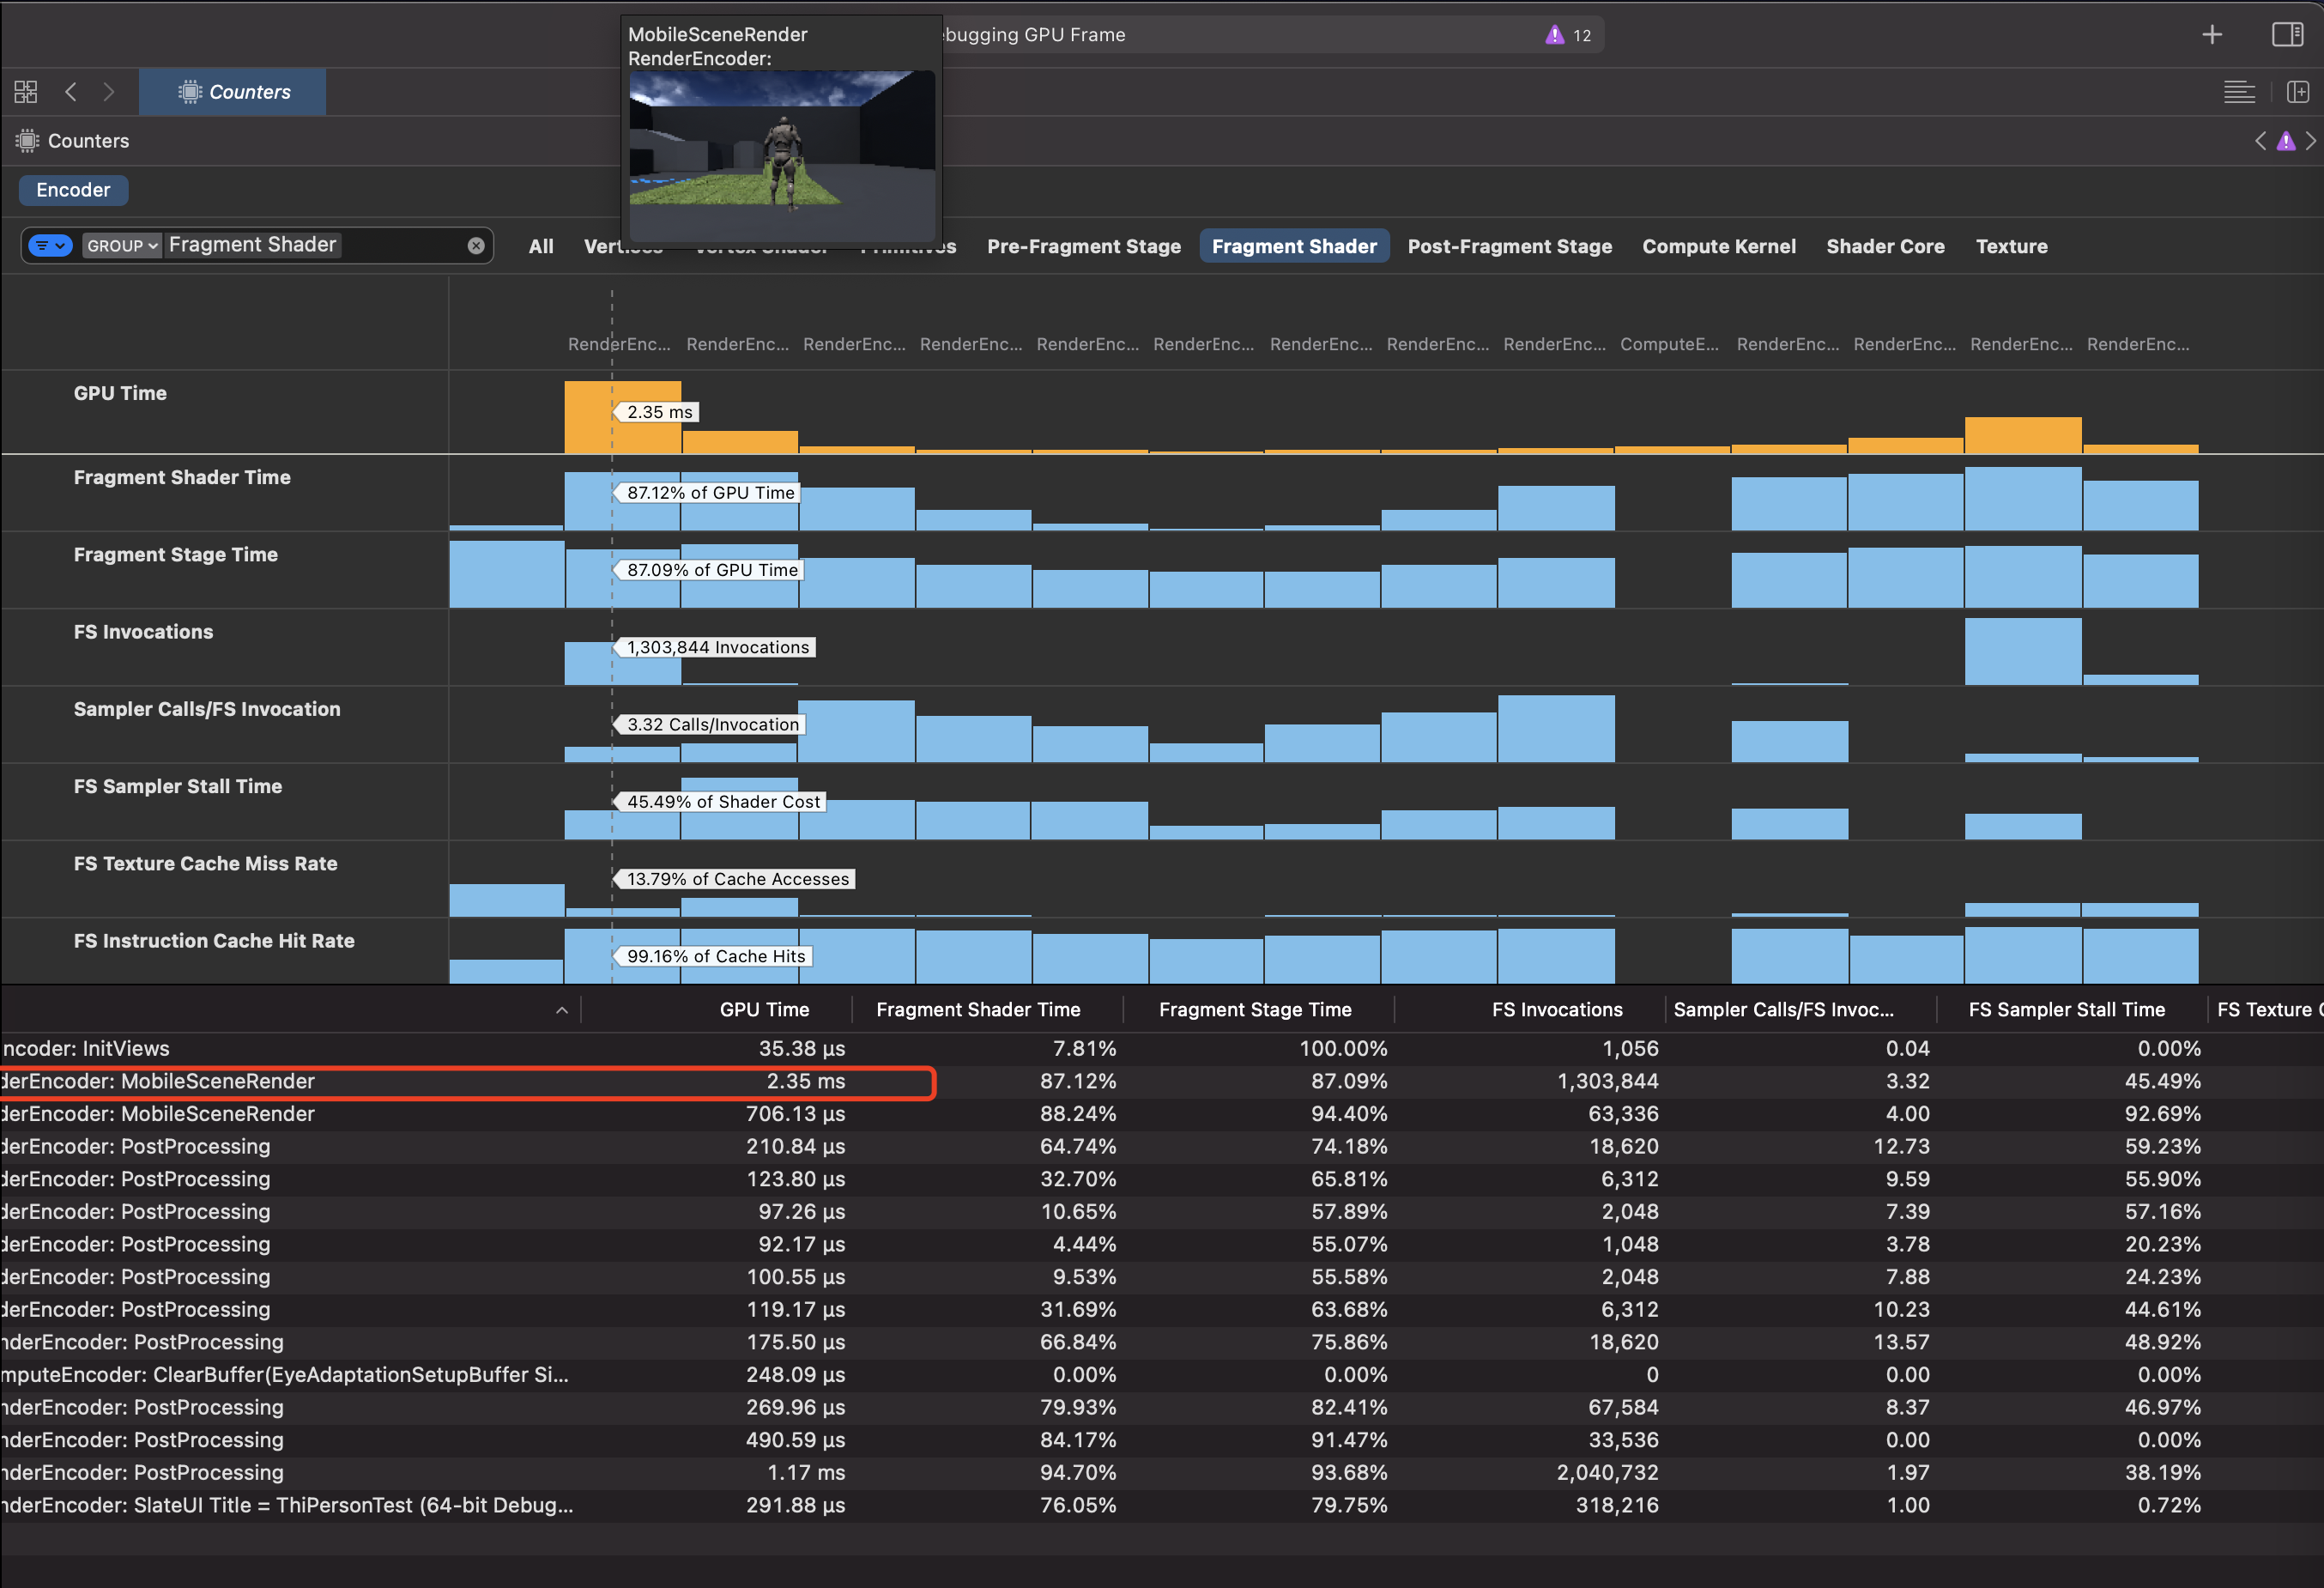 MobileSceneRender
RenderEncoder:
ebugging GPU Frame
12
Counters
Counters
Encoder
GROUP Fragment Shader
All Pre-Fragment Stage Fragment Shader Post-Fragment Stage Compute Kernel Shader Core Texture
RenderEnc... RenderEnc... RenderEnc... RenderEnc... RenderEnc... RenderEnc... RenderEnc... RenderEnc... RenderEnc... ComputeE... RenderEnc... RenderEnc... RenderEnc... RenderEnc...
GPU Time
2.35 ms
Fragment Shader Time
87.12% of GPU Time
Fragment Stage Time
87.09% of GPU Time
FS Invocations
1,303,844 Invocations
Sampler Calls/FS Invocation
3.32 Calls/Invocation
FS Sampler Stall Time
45.49% of Shader Cost
FS Texture Cache Miss Rate
13.79% of Cache Accesses
FS Instruction Cache Hit Rate
99.16% of Cache Hits
GPU Time Fragment Shader Time Fragment Stage Time FS Invocations Sampler Calls/FS Invoc... FS Sampler Stall Time FS Texture
ncoder: InitViews 35.38 µs 7.81% 100.00% 1,056 0.04 0.00%
derEncoder: MobileSceneRender 2.35 ms 87.12% 87.09% 1,303,844 3.32 45.49%
derEncoder: MobileSceneRender 706.13 µs 88.24% 94.40% 63,336 4.00 92.69%
derEncoder: PostProcessing 210.84 µs 64.74% 74.18% 18,620 12.73 59.23%
derEncoder: PostProcessing 123.80 µs 32.70% 65.81% 6,312 9.59 55.90%
derEncoder: PostProcessing 97.26 µs 10.65% 57.89% 2,048 7.39 57.16%
derEncoder: PostProcessing 92.17 µs 4.44% 55.07% 1,048 3.78 20.23%
derEncoder: PostProcessing 100.55 µs 9.53% 55.58% 2,048 7.88 24.23%
derEncoder: PostProcessing 119.17 µs 31.69% 63.68% 6,312 10.23 44.61%
nderEncoder: PostProcessing 175.50 µs 66.84% 75.86% 18,620 13.57 48.92%
mputeEncoder: ClearBuffer(EyeAdaptationSetupBuffer Si... 248.09 µs 0.00% 0.00% 0 0.00 0.00%
nderEncoder: PostProcessing 269.96 µs 79.93% 82.41% 67,584 8.37 46.97%
nderEncoder: PostProcessing 490.59 µs 84.17% 91.47% 33,536 0.00 0.00%
nderEncoder: PostProcessing 1.17 ms 94.70% 93.68% 2,040,732 1.97 38.19%
nderEncoder: SlateUI Title = ThiPersonTest (64-bit Debug... 291.88 µs 76.05% 79.75% 318,216 1.00 0.72%